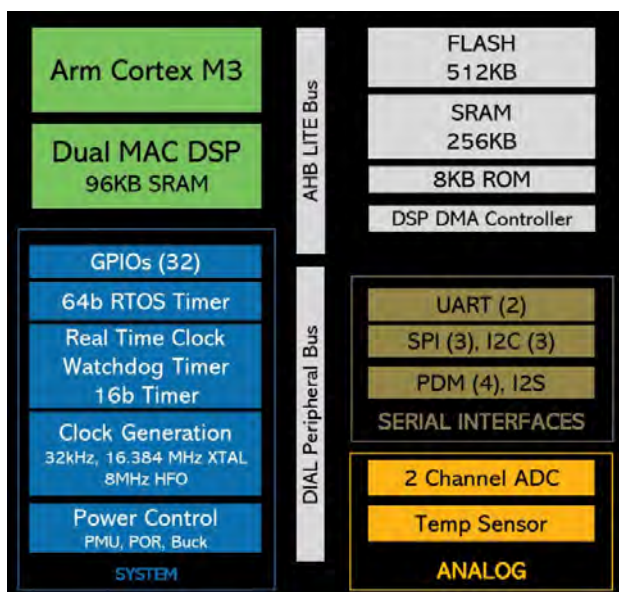 Arm Cortex M3
Dual MAC DSP
96KB SRAM
GPIOs (32)
64b RTOS Timer
Real Time Clock
Watchdog Timer
16b Timer
Clock Generation
32kHz, 16.384 MHz XTAL
8MHz HFO
Power Control
PMU, POR, Buck
SYSTEM
AHB LITE Bus
DIAL Peripheral Bus
FLASH
512KB
SRAM
256KB
8KB ROM
DSP DMA Controller
UART (2)
SPI (3), I2C (3)
PDM (4), I2S
SERIAL INTERFACES
2 Channel ADC
Temp Sensor
ANALOG